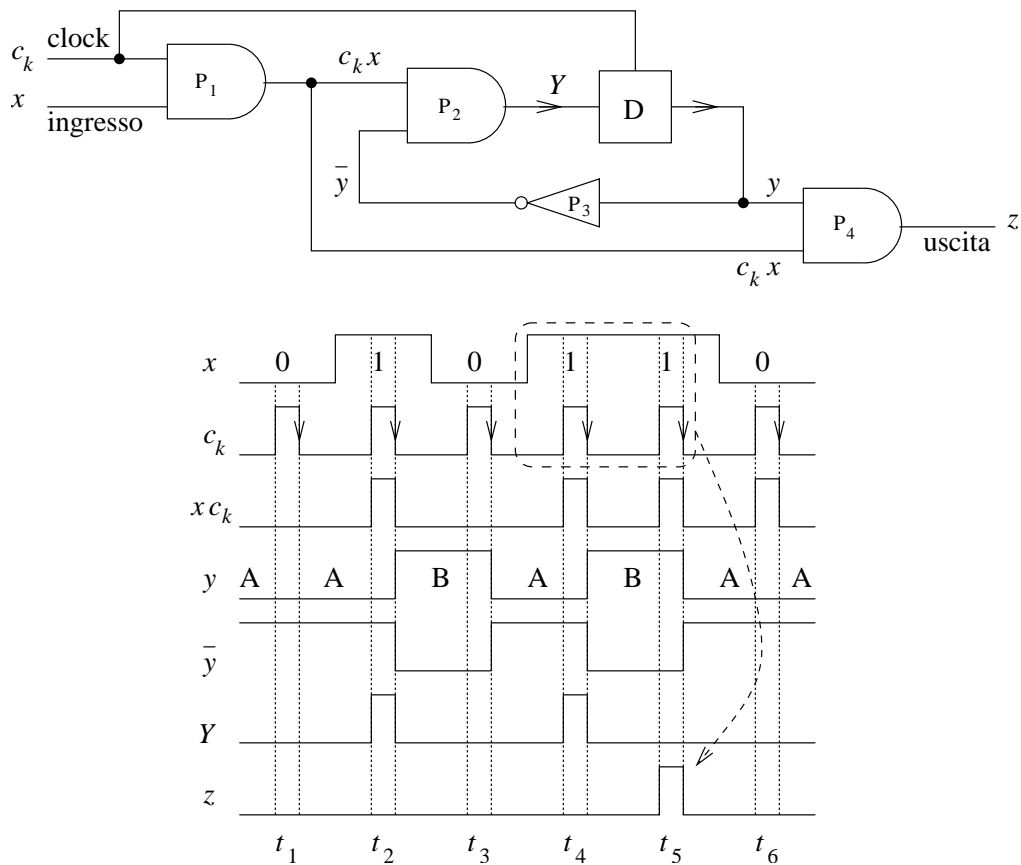 clock
c_k
x
ingresso
P_1
c_k x
P_2
Y
D
y̅
P_3
y
P_4
z
uscita
c_k x
x 0 1 0 1 1 0
c_k
x c_k
y A A B A B A A
y̅
Y
z
t_1 t_2 t_3 t_4 t_5 t_6